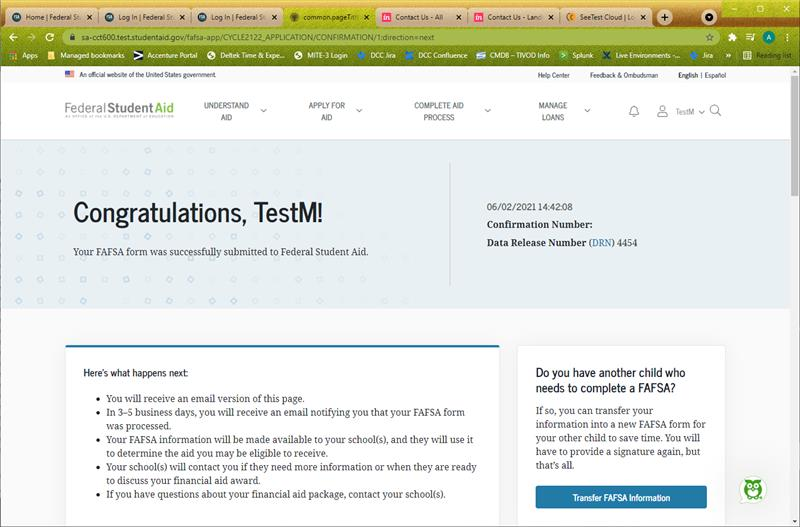 Home | Federal S
Log In | Federal
Log In | Federal S
common.pageTitl
Contact Us - All
Contact Us - Land
SeeTest Cloud | Lo
sa-cct600.test.studentaid.gov/fafsa-app/CYCLE2122_APPLICATION/CONFIRMATION/1:direction=next
A
Apps
Managed bookmarks
Accenture Portal
Deltek Time & Expe...
MITE-3 Login
DCC Jira
DCC Confluence
CMDB – TIVOD Info
Splunk
Live Environments -...
Jira
»
Reading list
An official website of the United States government.
Help Center
Feedback & Ombudsman
English | Español
Federal Student Aid
An OFFICE of the U.S. DEPARTMENT of EDUCATION
UNDERSTAND
AID
APPLY FOR
AID
COMPLETE AID
PROCESS
MANAGE
LOANS
TestM
Congratulations, TestM!
Your FAFSA form was successfully submitted to Federal Student Aid.
06/02/2021 14:42:08
Confirmation Number:
Data Release Number (DRN) 4454
Here's what happens next:
• You will receive an email version of this page.
• In 3–5 business days, you will receive an email notifying you that your FAFSA form
was processed.
• Your FAFSA information will be made available to your school(s), and they will use it
to determine the aid you may be eligible to receive.
• Your school(s) will contact you if they need more information or when they are ready
to discuss your financial aid award.
• If you have questions about your financial aid package, contact your school(s).
Do you have another child who
needs to complete a FAFSA?
If so, you can transfer your
information into a new FAFSA form for
your other child to save time. You will
have to provide a signature again, but
that's all.
Transfer FAFSA Information